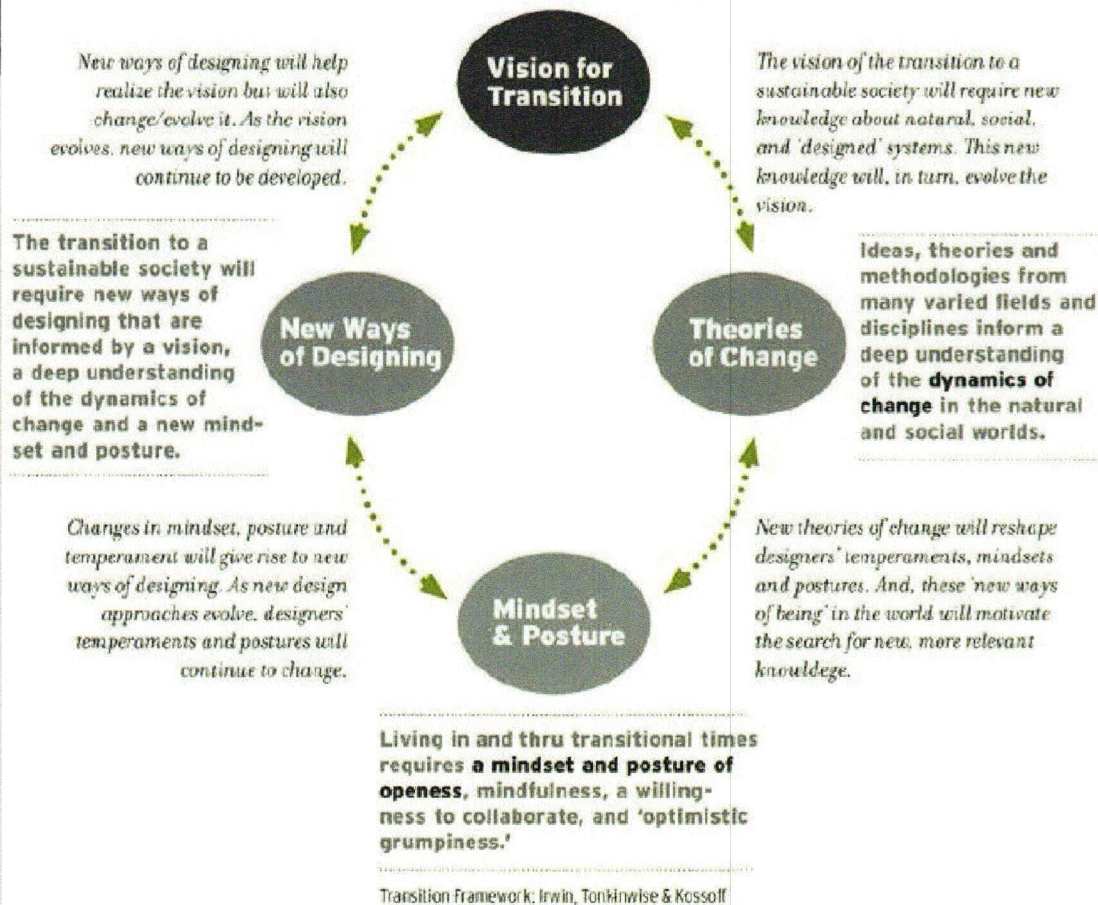 Vision for
Transition
New ways of designing will help
realize the vision but will also
change/evolve it. As the vision
evolves, new ways of designing will
continue to be developed.
The vision of the transition to a
sustainable society will require new
knowledge about natural, social,
and 'designed' systems. This new
knowledge will, in turn, evolve the
vision.
The transition to a
sustainable society will
require new ways of
designing that are
informed by a vision,
a deep understanding
of the dynamics of
change and a new mind-
set and posture.
New Ways
of Designing
Theories
of Change
Ideas, theories and
methodologies from
many varied fields and
disciplines inform a
deep understanding
of the dynamics of
change in the natural
and social worlds.
Changes in mindset, posture and
temperament will give rise to new
ways of designing. As new design
approaches evolve, designers'
temperaments and postures will
continue to change.
Mindset
& Posture
New theories of change will reshape
designers' temperaments, mindsets
and postures. And, these 'new ways
of being' in the world will motivate
the search for new, more relevant
knowldege.
Living in and thru transitional times
requires a mindset and posture of
openess, mindfulness, a willing-
ness to collaborate, and 'optimistic
grumpiness.'
Transition Framework: Irwin, Tonkinwise & Kossoff